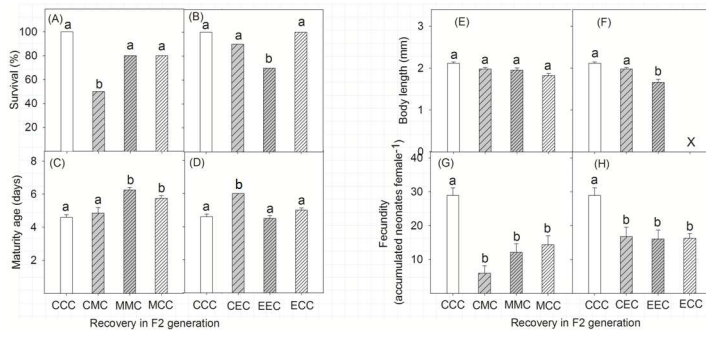 (A)
a
b
a
a
Survival (%)
100
80
60
40
20
(B)
a
a
b
a
(C)
a
a
b
b
Maturity age (days)
8
6
4
2
CCC CMC MMC MCC
(D)
a
b
a
a
CCC CEC EEC ECC
Recovery in F2 generation
(E)
a
a
a
a
Body length (mm)
3
2
1
0
(F)
a
a
b
X
(G)
a
b
b
b
Fecundity
(accumulated neonates female-1)
40
30
20
10
CCC CMC MMC MCC
(H)
a
b
b
b
CCC CEC EEC ECC
Recovery in F2 generation